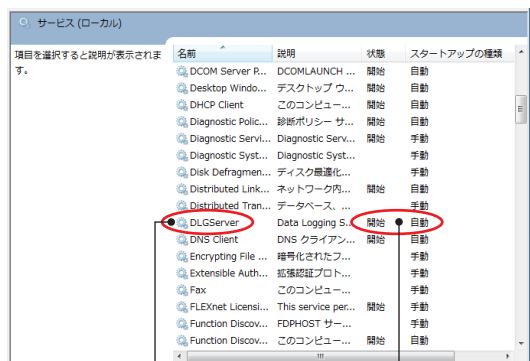 サービス (ローカル)
項目を選択すると説明が表示されま
す。
名前 説明 状態 スタートアップの種類
DCOM Server P... DCOMLAUNCH ... 開始 自動
Desktop Windo... デスクトップ ウ... 開始 自動
DHCP Client このコンピュー... 開始 自動
Diagnostic Polic... 診断ポリシー サ... 開始 自動
Diagnostic Servi... Diagnostic Serv... 開始 手動
Diagnostic Syst... Diagnostic Syst... 手動
Disk Defragmen... ディスク最適化... 手動
Distributed Link... ネットワーク内... 開始 自動
Distributed Tran... データベース、... 手動
DLGServer Data Logging S... 開始 自動
DNS Client DNS クライアン... 開始 自動
Encrypting File ... 暗号化されたフ... 手動
Extensible Auth... 拡張認証プロト... 手動
Fax このコンピュー... 手動
FLEXnet Licensi... This service per... 開始 手動
Function Discov... FDPHOST サー... 手動
Function Discov... このコンピュー... 開始 自動